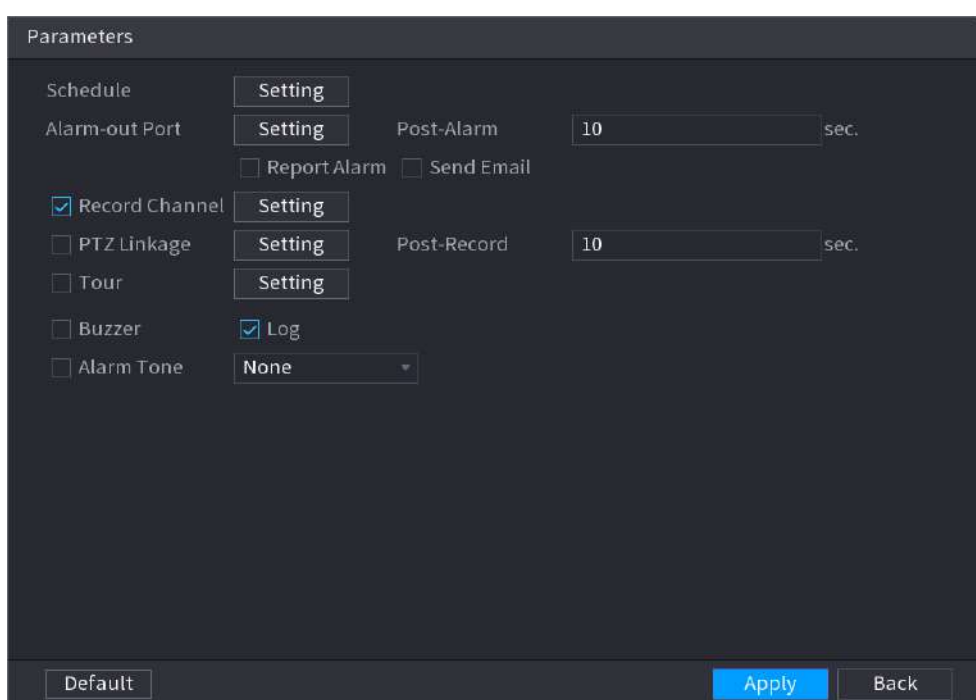 Parameters
Schedule Setting
Alarm-out Port Setting Post-Alarm 10 sec.
Report Alarm Send Email
Record Channel Setting
PTZ Linkage Setting Post-Record 10 sec.
Tour Setting
Buzzer Log
Alarm Tone None
Default Apply Back